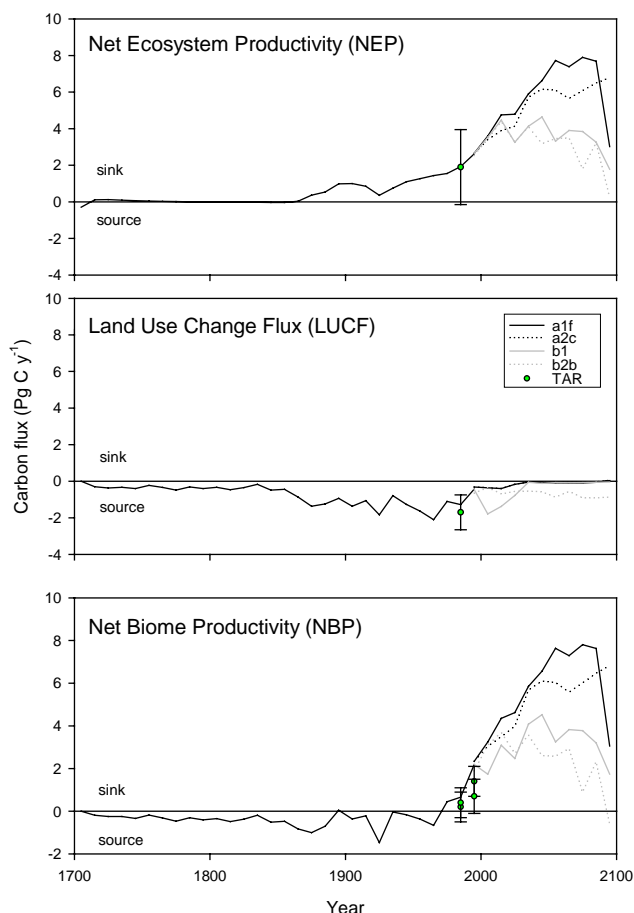 10
Net Ecosystem Productivity (NEP)
8
6
4
2
sink
0
source
-2
-4
10
Land Use Change Flux (LUCF)
a1f
a2c
b1
b2b
TAR
8
6
4
2
sink
0
source
-2
-4
Carbon flux (Pg C y-1)
10
Net Biome Productivity (NBP)
8
6
4
2
sink
0
source
-2
1700 1800 1900 2000 2100
Year